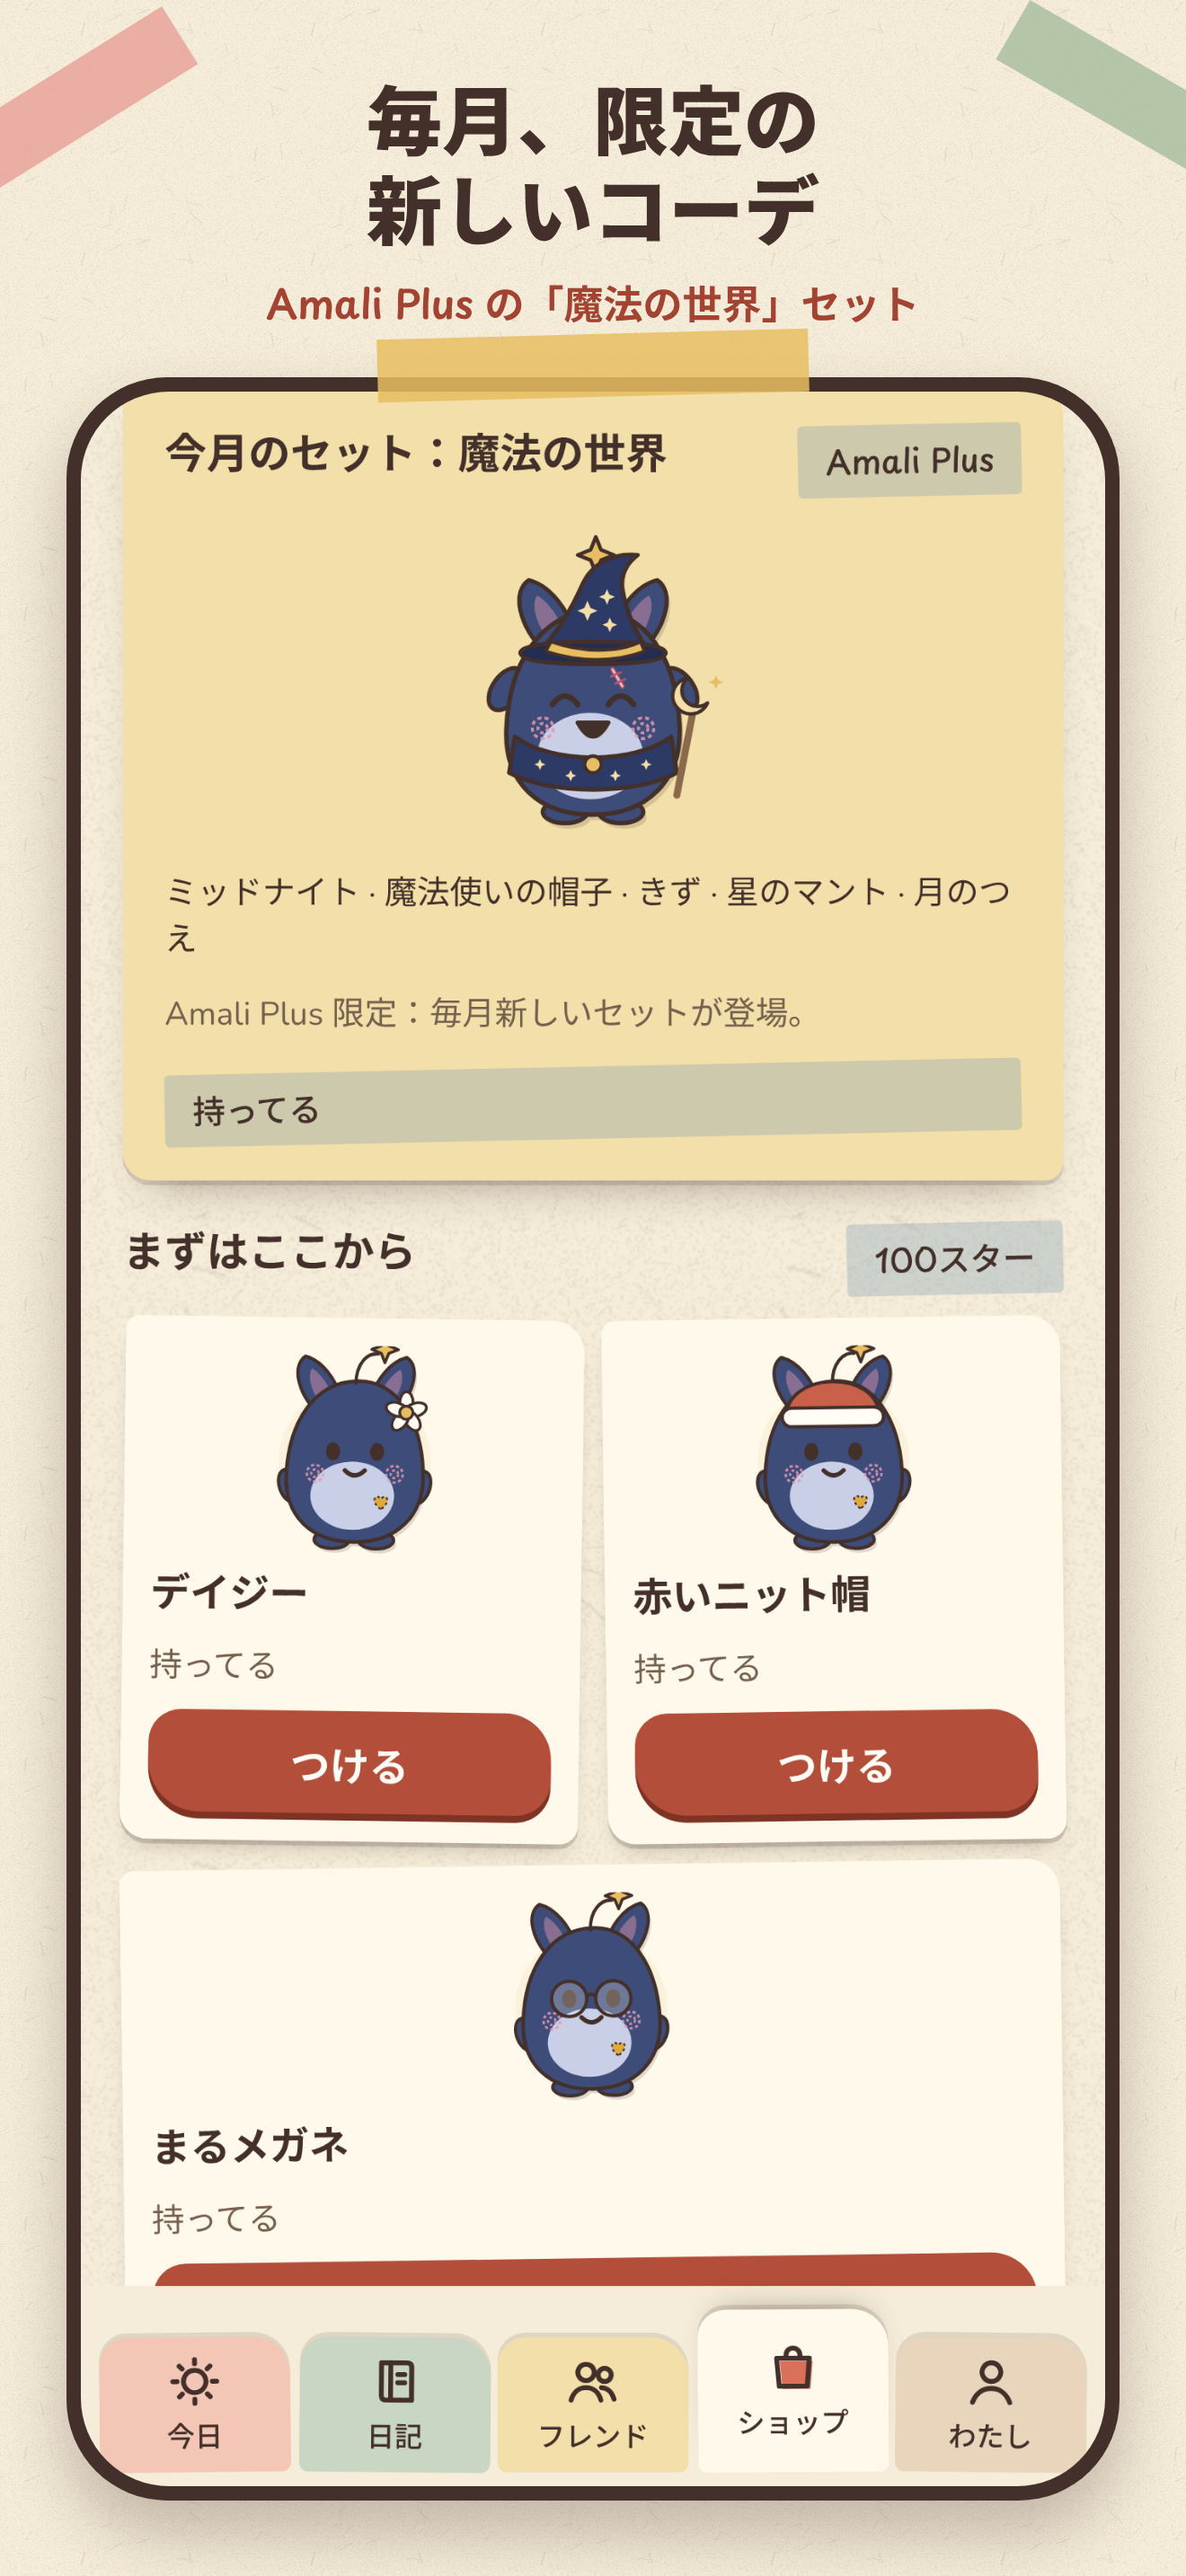 毎月、限定の
新しいコーデ
Amali Plus の「魔法の世界」セット
今月のセット：魔法の世界
Amali Plus
ミッドナイト · 魔法使いの帽子 · きず · 星のマント · 月のつ
え
Amali Plus 限定：毎月新しいセットが登場。
持ってる
まずはここから
100スター
デイジー
持ってる
つける
赤いニット帽
持ってる
つける
まるメガネ
持ってる
今日
日記
フレンド
ショップ
わたし